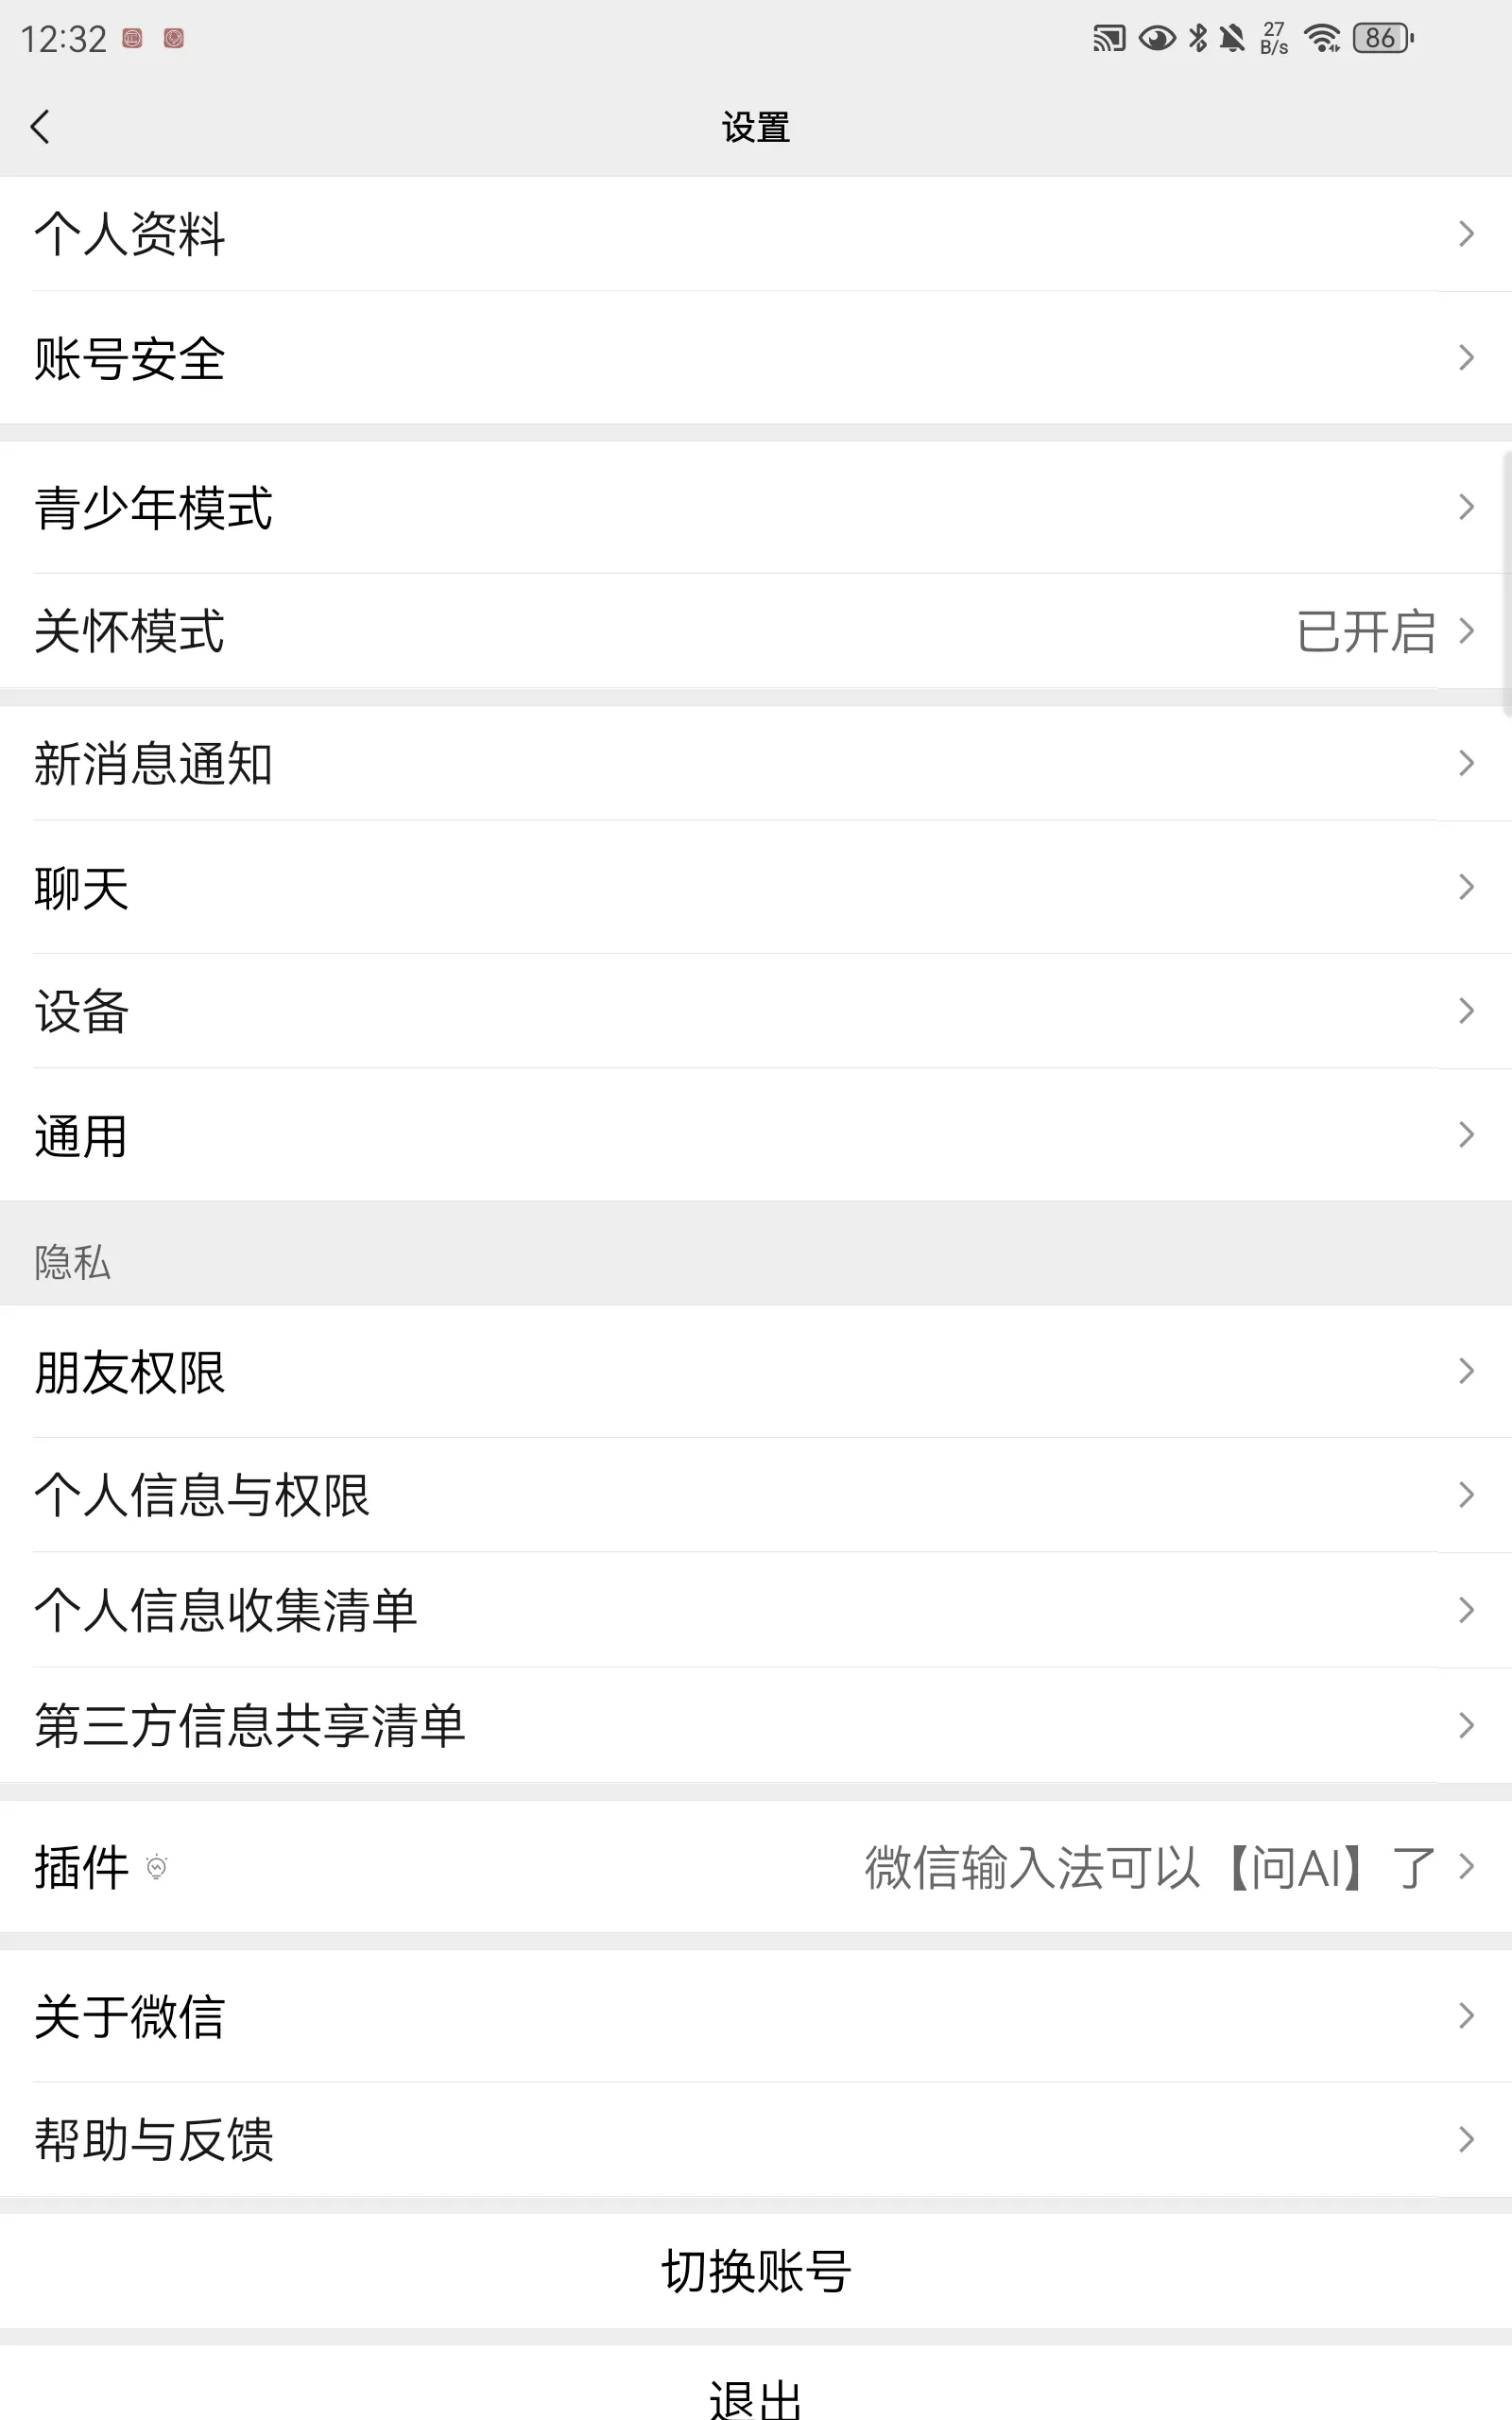 12:32
27
B/s
86
设置
个人资料
账号安全
青少年模式
关怀模式 已开启
新消息通知
聊天
设备
通用
隐私
朋友权限
个人信息与权限
个人信息收集清单
第三方信息共享清单
插件 微信输入法可以【问AI】了
关于微信
帮助与反馈
切换账号
退出